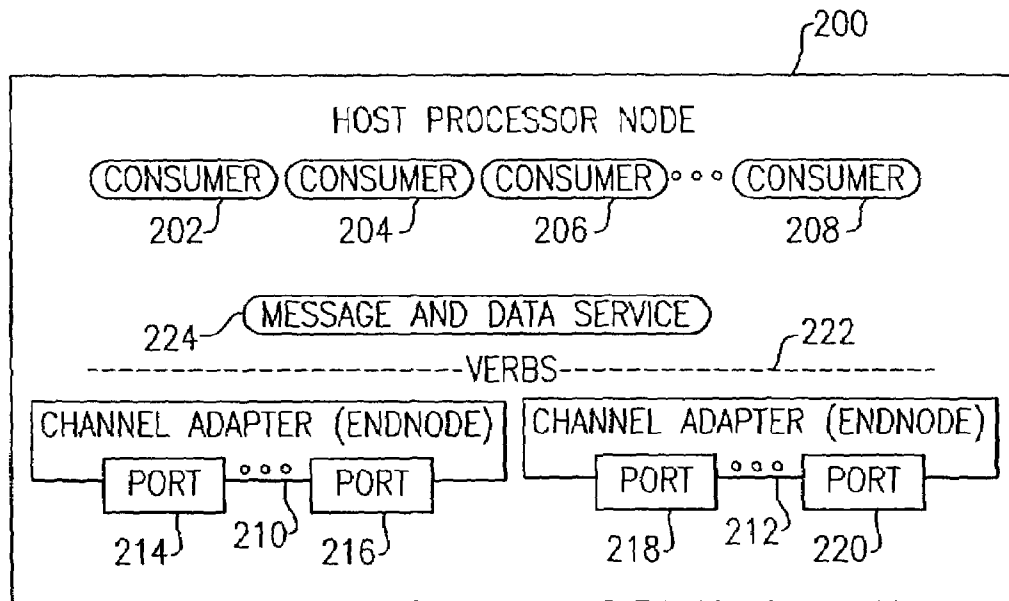 200
HOST PROCESSOR NODE
CONSUMER CONSUMER CONSUMER CONSUMER
202 204 206 208
MESSAGE AND DATA SERVICE
224
222
VERBS
CHANNEL ADAPTER (ENDNODE) CHANNEL ADAPTER (ENDNODE)
PORT PORT PORT PORT
214 210 216 218 212 220